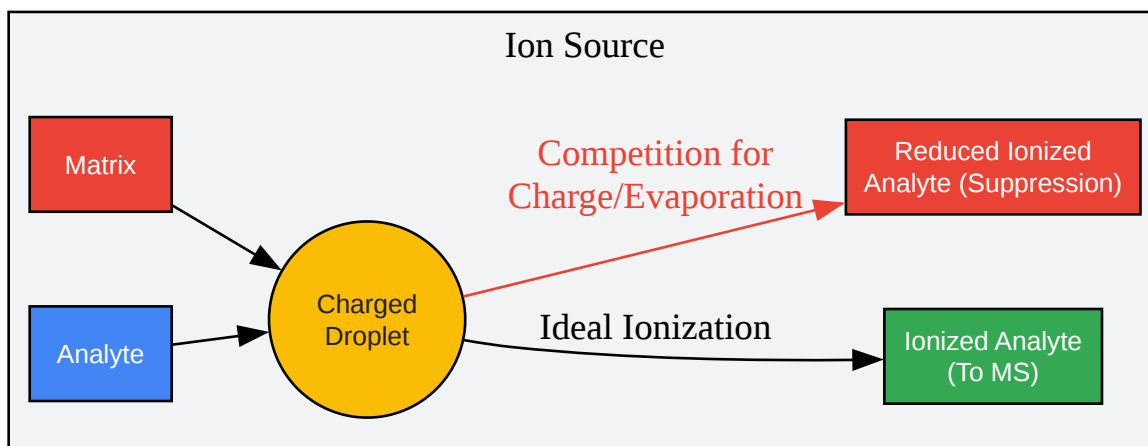 Ion Source
Matrix
Competition for
Charge/Evaporation
Reduced Ionized
Analyte (Suppression)
Analyte
Charged
Droplet
Ideal Ionization
Ionized Analyte
(To MS)